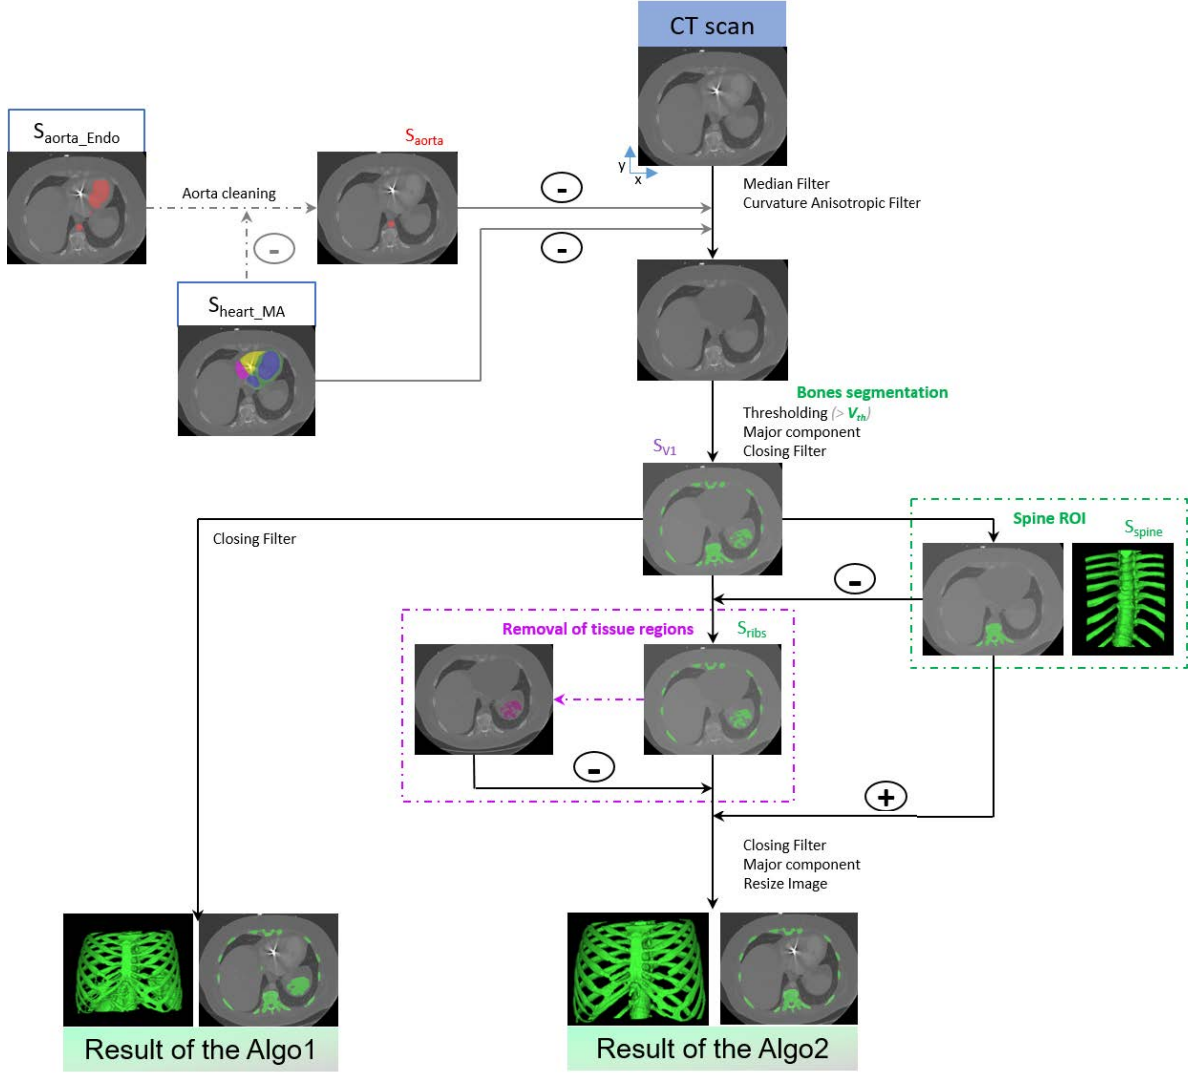 CT scan
S_aorta_Endo
S_aorta
Aorta cleaning
-
-
-
y
x
Median Filter
Curvature Anisotropic Filter
S_heart_MA
Bones segmentation
Thresholding (> V_th)
Major component
Closing Filter
S_V1
Closing Filter
Spine ROI
S_spine
-
Removal of tissue regions
S_ribs
-
+
Closing Filter
Major component
Resize Image
Result of the Algo1
Result of the Algo2